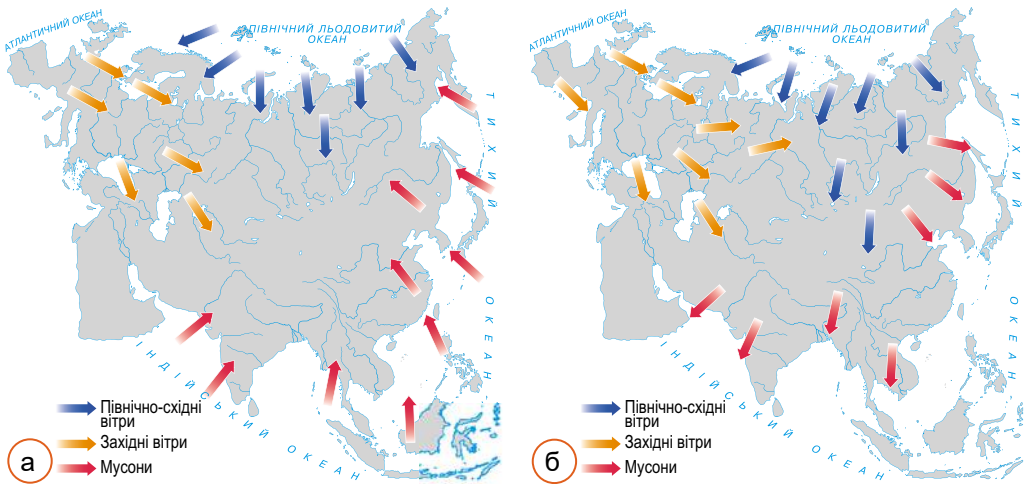 АТЛАНТИЧНИЙ ОКЕАН
ПІВНІЧНИЙ ЛЬОДОВИТИЙ
ОКЕАН
ТИХИЙ
ОКЕАН
ІНДІЙСЬКИЙ ОКЕАН
Північно-східні
вітри
Західні вітри
Мусони
а
АТЛАНТИЧНИЙ ОКЕАН
ПІВНІЧНИЙ ЛЬОДОВИТИЙ
ОКЕАН
ТИХИЙ
ОКЕАН
ІНДІЙСЬКИЙ ОКЕАН
Північно-східні
вітри
Західні вітри
Мусони
б